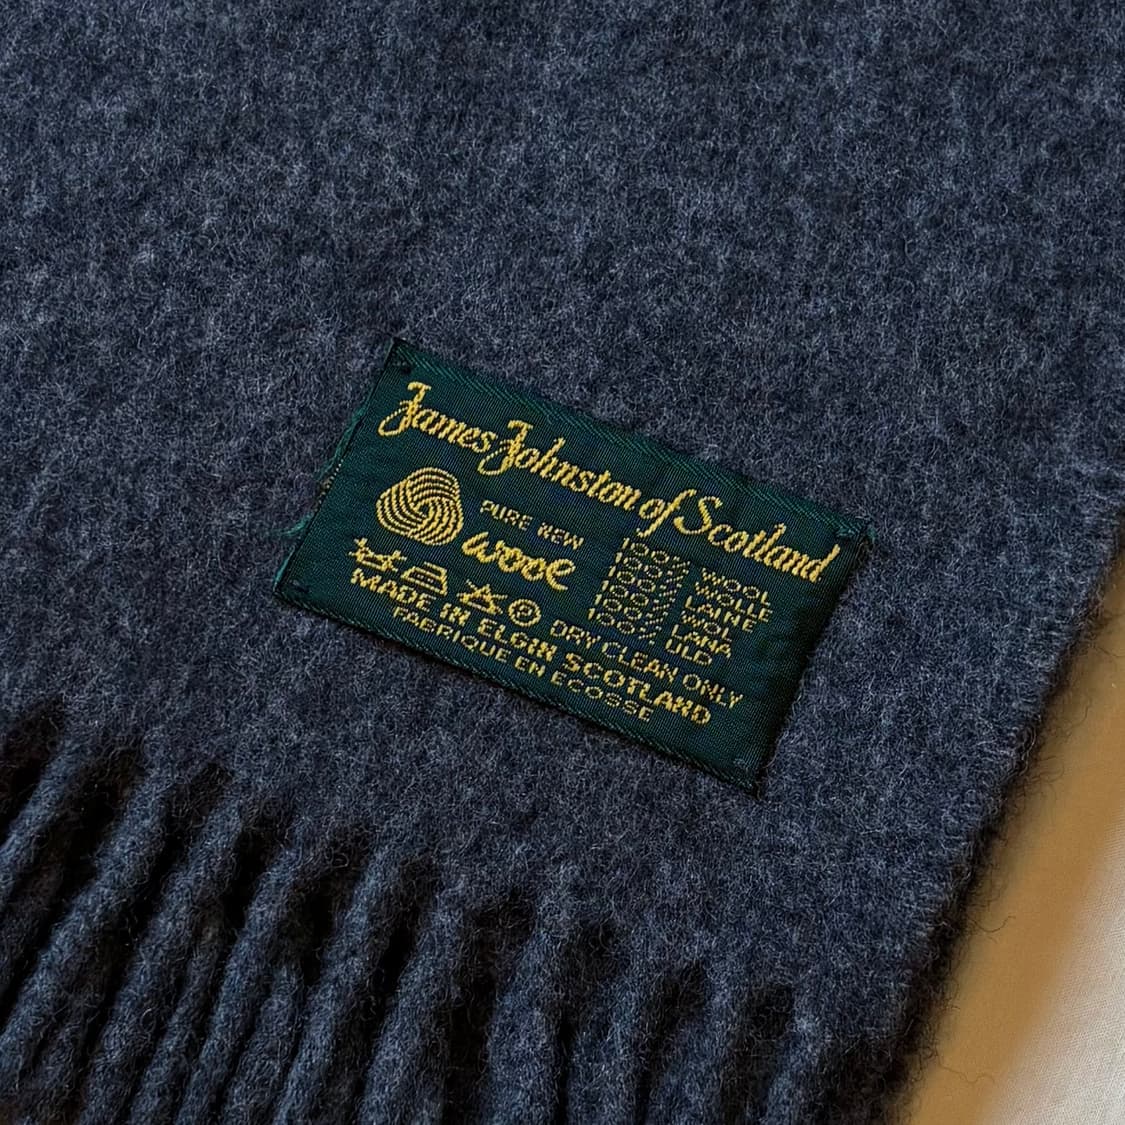 James Johnston of Scotland
PURE NEW
wool
100% WOOL
100% WOLLE
100% LAINE
100% WOL
100% LANA
100% ULD
P DRY CLEAN ONLY
MADE IN ELGIN SCOTLAND
FABRIQUE EN ECOSSE